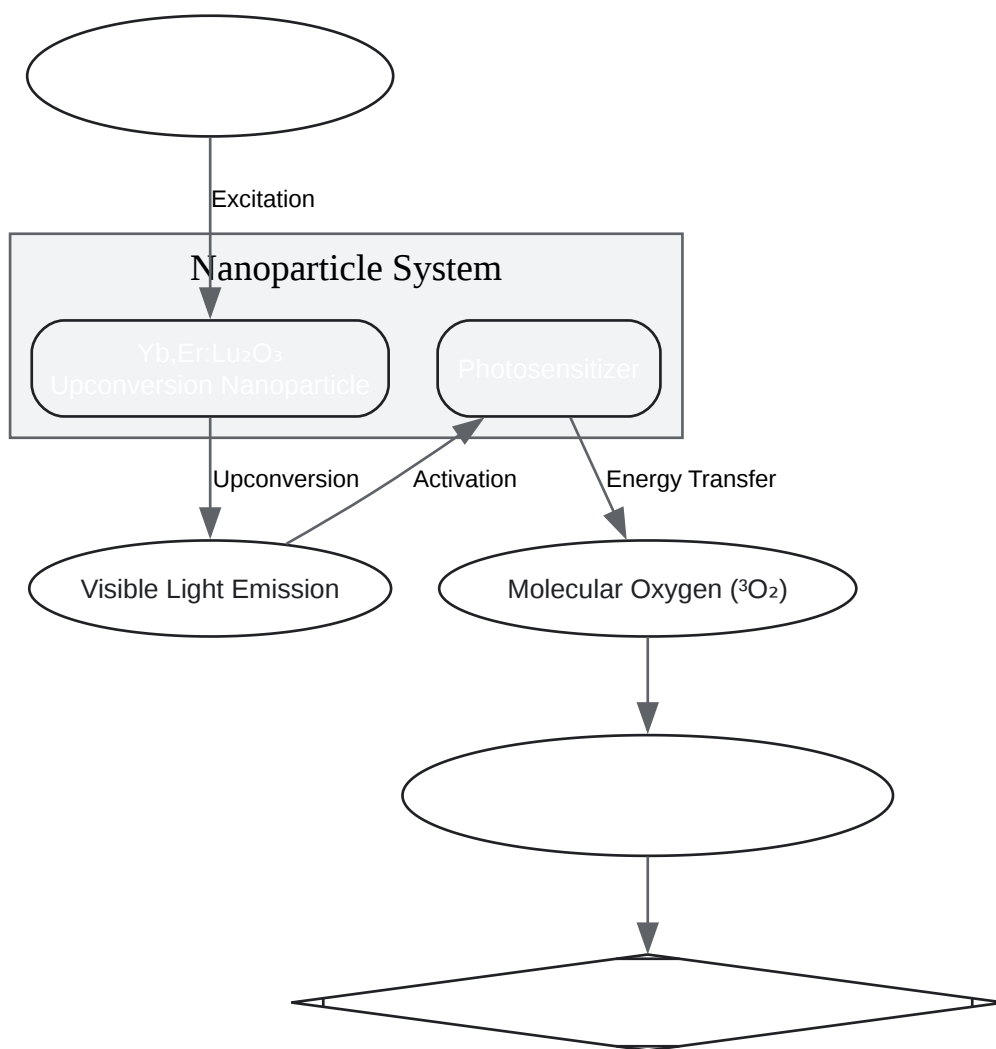 Excitation
Nanoparticle System
Yb,Er:Lu₂O₃
Upconversion Nanoparticle
Photosensitizer
Upconversion
Activation
Energy Transfer
Visible Light Emission
Molecular Oxygen (³O₂)